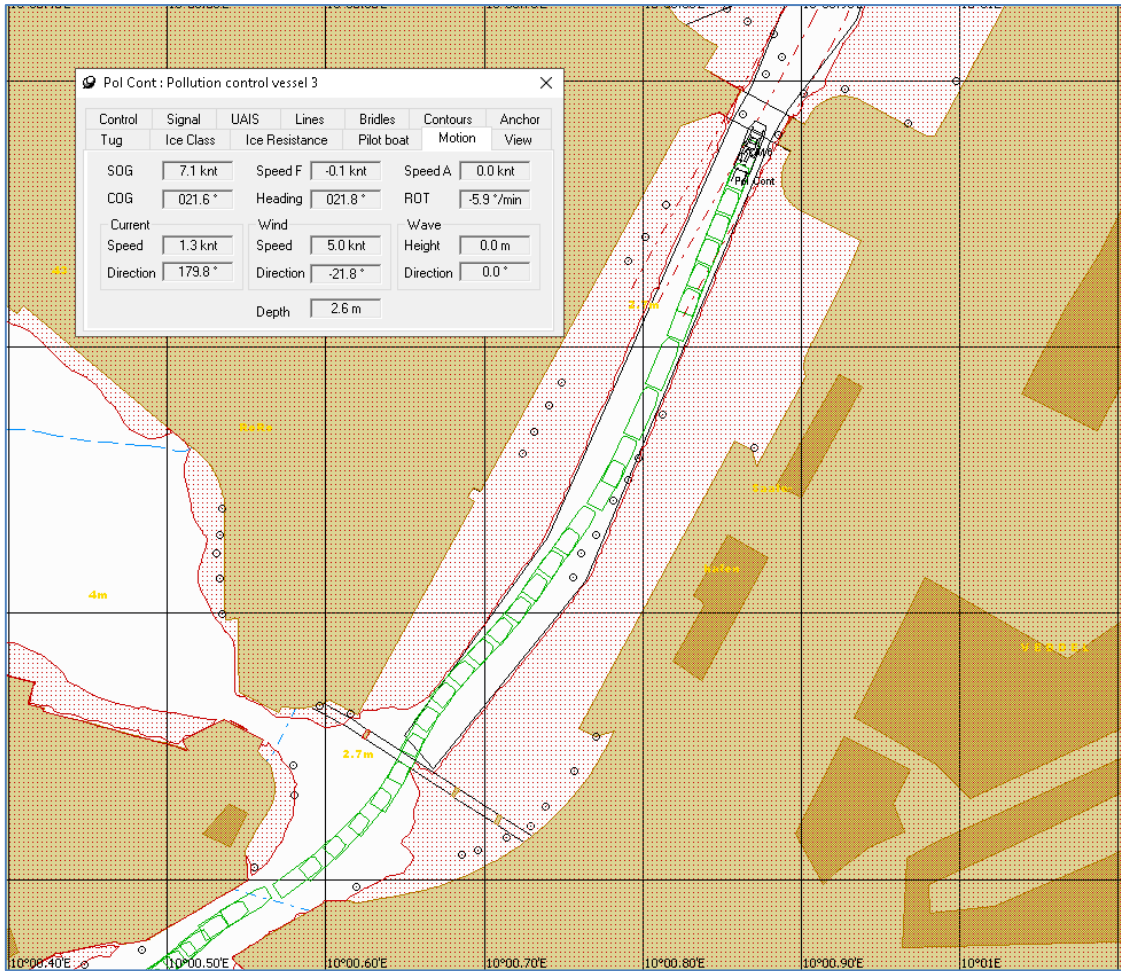 Pol Cont : Pollution control vessel 3
Control Signal UAIS Lines Bridles Contours Anchor
Tug Ice Class Ice Resistance Pilot boat Motion View
SOG 7.1 knt Speed F -0.1 knt Speed A 0.0 knt
COG 021.6 ° Heading 021.8 ° ROT -5.9 °/min
Current Wind Wave
Speed 1.3 knt Speed 5.0 knt Height 0.0 m
Direction 179.8 ° Direction -21.8 ° Direction 0.0 °
Depth 2.6 m
Pol Cont
4m
2.7m
10°00.40'E 10°00.50'E 10°00.60'E 10°00.70'E 10°00.80'E 10°00.90'E 10°01'E